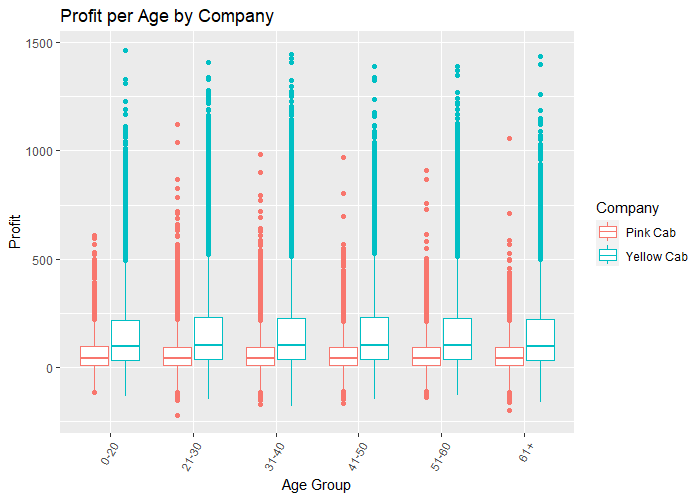 Profit per Age by Company
1500
1000
500
0
Profit
0-20
21-30
31-40
41-50
51-60
61+
Age Group
Company
Pink Cab
Yellow Cab